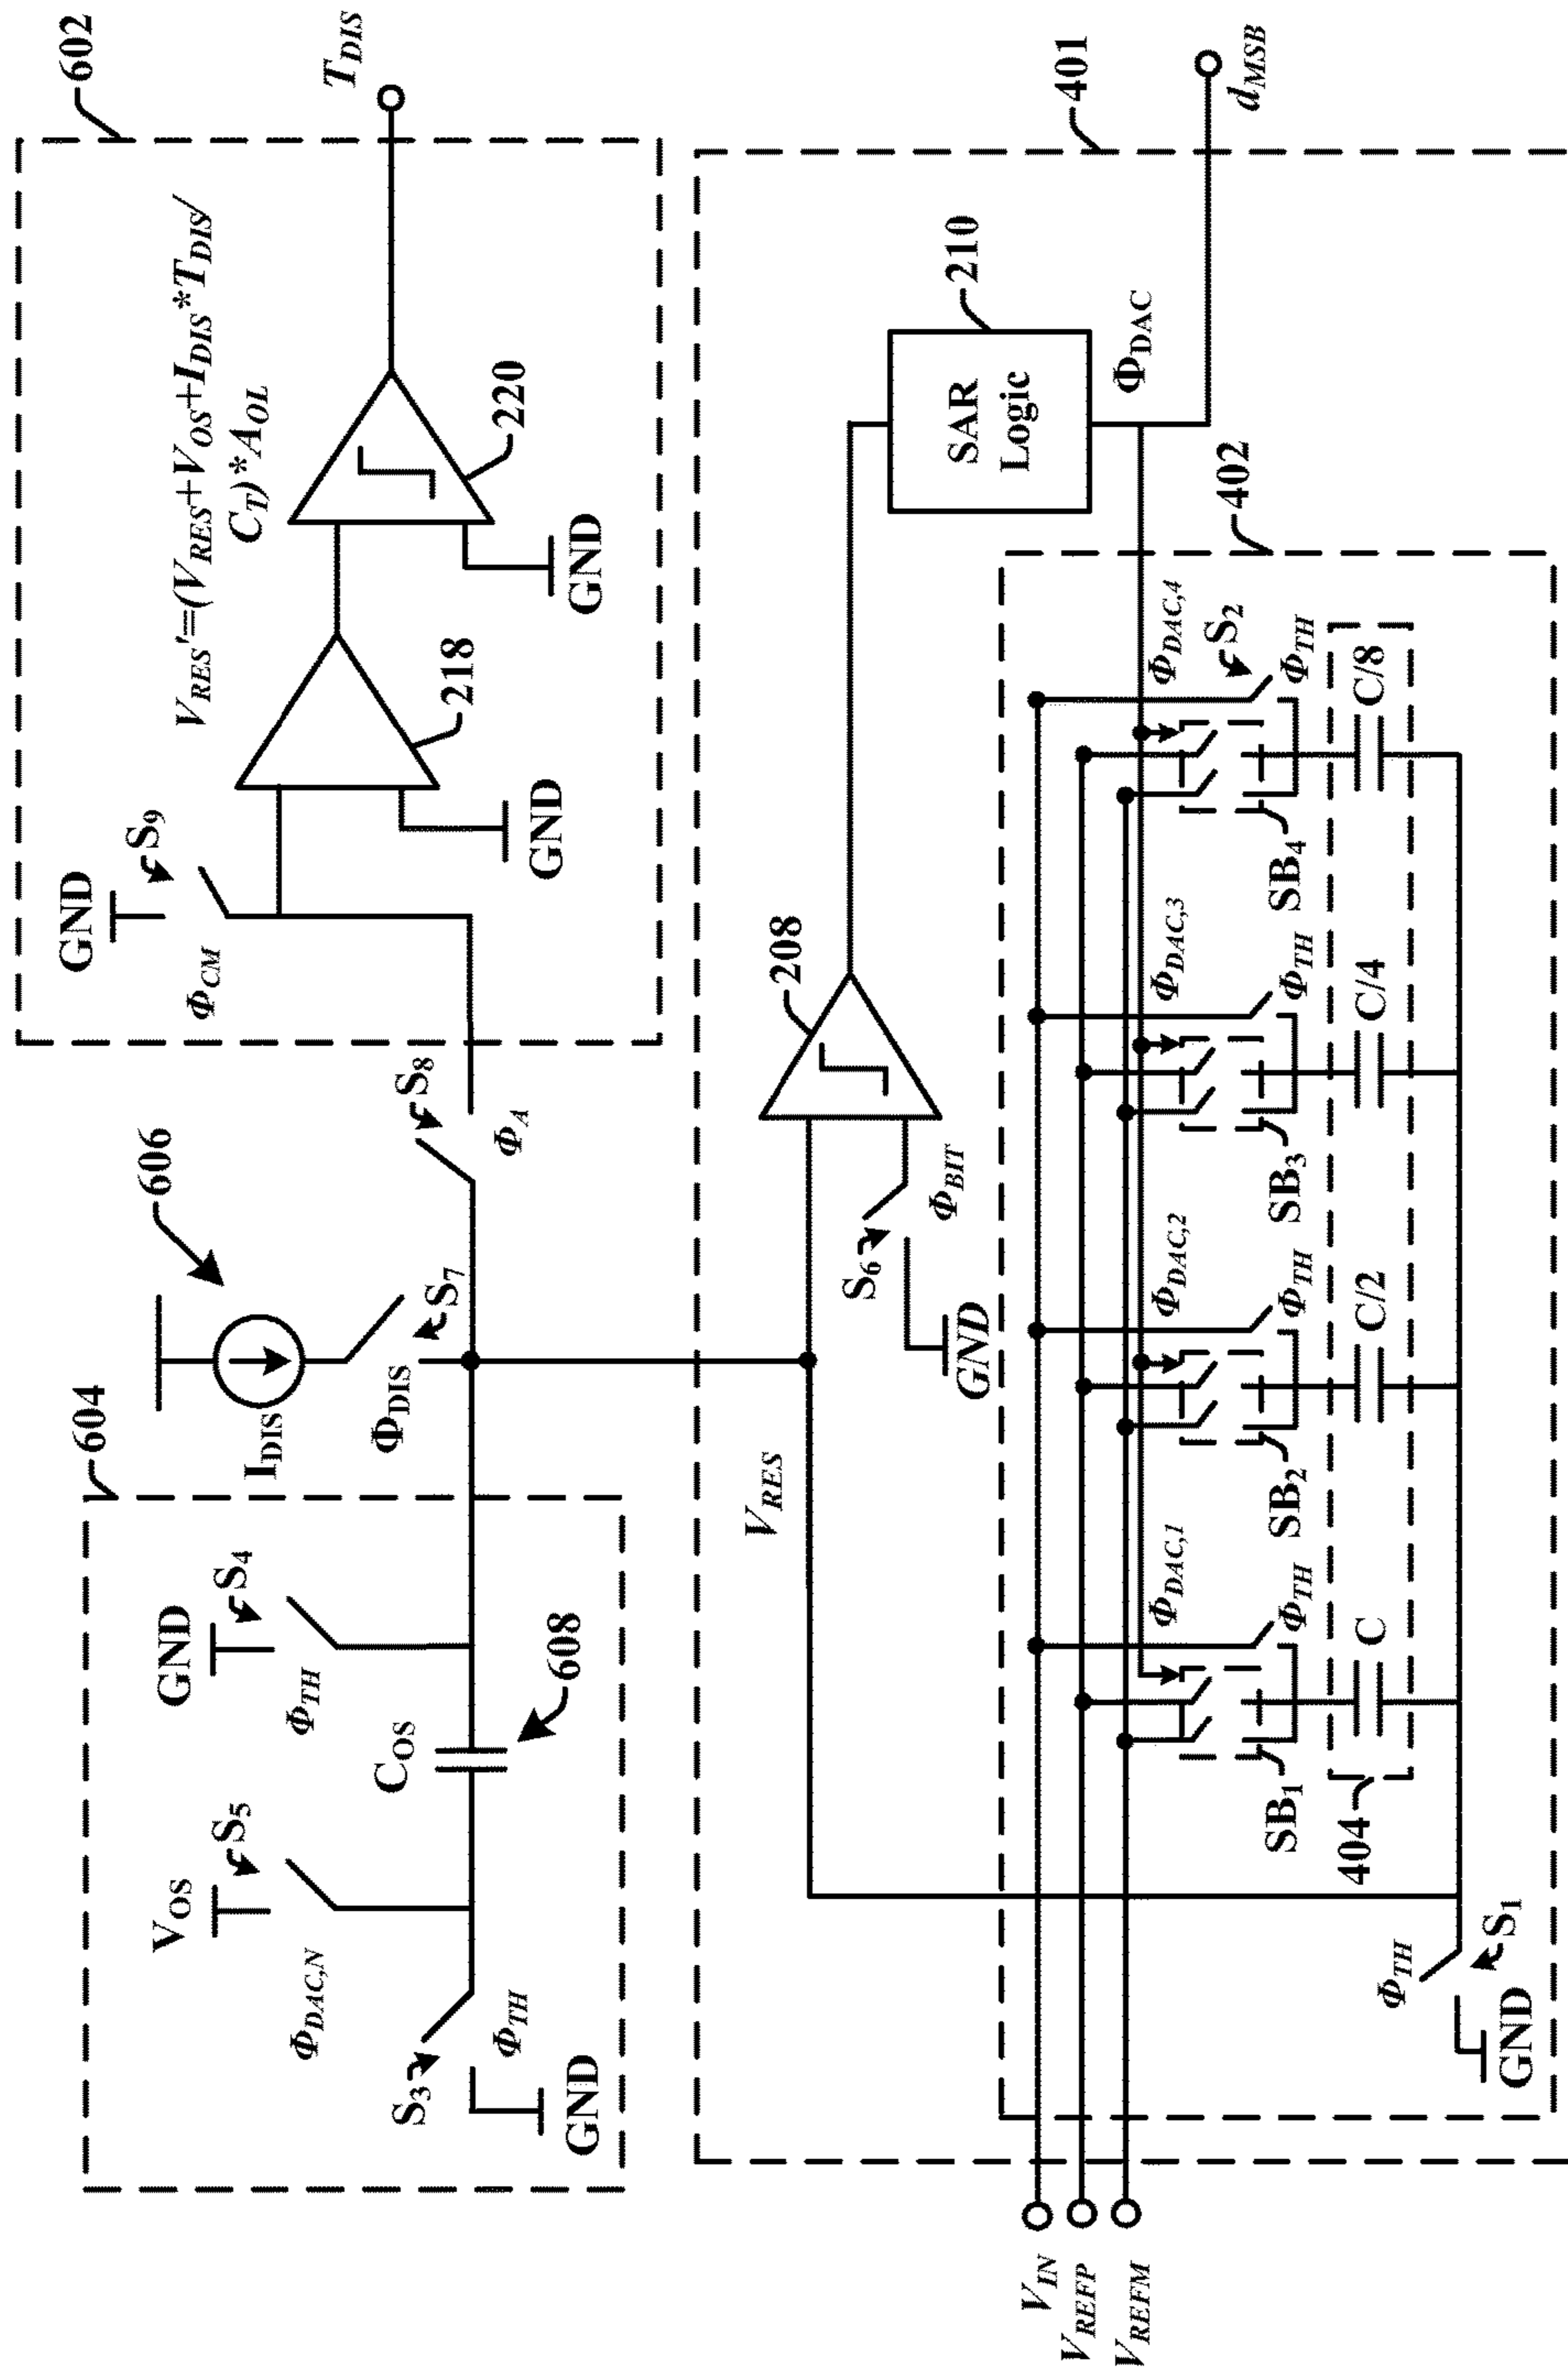 604
V_OS
S_5
Φ_DAC,N
S_3
Φ_TH
GND
C_OS
608
GND
S_4
Φ_TH
606
I_DIS
Φ_DIS
S_7
S_8
Φ_A
602
GND
S_9
Φ_CM
218
GND
V_RES'=(V_RES+V_OS+I_DIS*T_DIS/
C_T)*A_OL
220
GND
T_DIS
401
V_RES
208
S_6
Φ_BIT
GND
210
SAR
Logic
Φ_DAC
d_MSB
402
V_IN
V_REFP
V_REFM
Φ_DAC,1
Φ_TH
SB_1
C
Φ_DAC,2
Φ_TH
SB_2
C/2
Φ_DAC,3
Φ_TH
SB_3
C/4
Φ_DAC,4
S_2
Φ_TH
SB_4
C/8
404
Φ_TH
S_1
GND